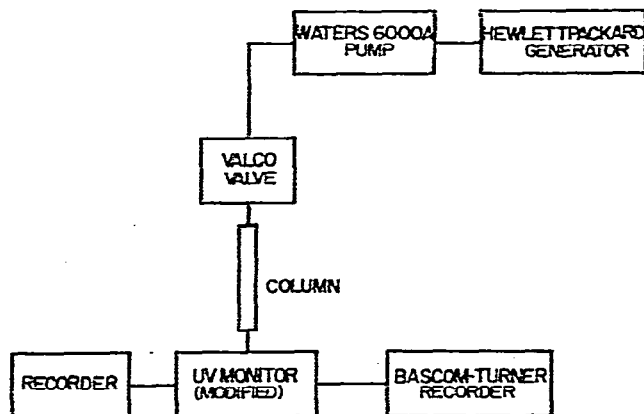 WATERS 6000A
PUMP
HEWLETTPACKARD
GENERATOR
VALCO
VALVE
COLUMN
RECORDER
UV MONITOR
(MODIFIED)
BASCOM-TURNER
RECORDER